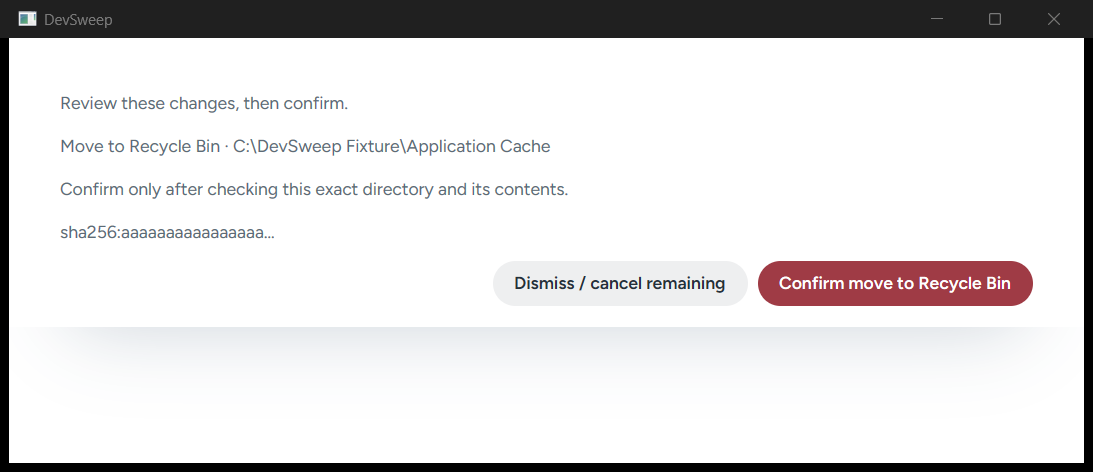 DevSweep
Review these changes, then confirm.
Move to Recycle Bin · C:\DevSweep Fixture\Application Cache
Confirm only after checking this exact directory and its contents.
sha256:aaaaaaaaaaaaaaaa…
Dismiss / cancel remaining
Confirm move to Recycle Bin